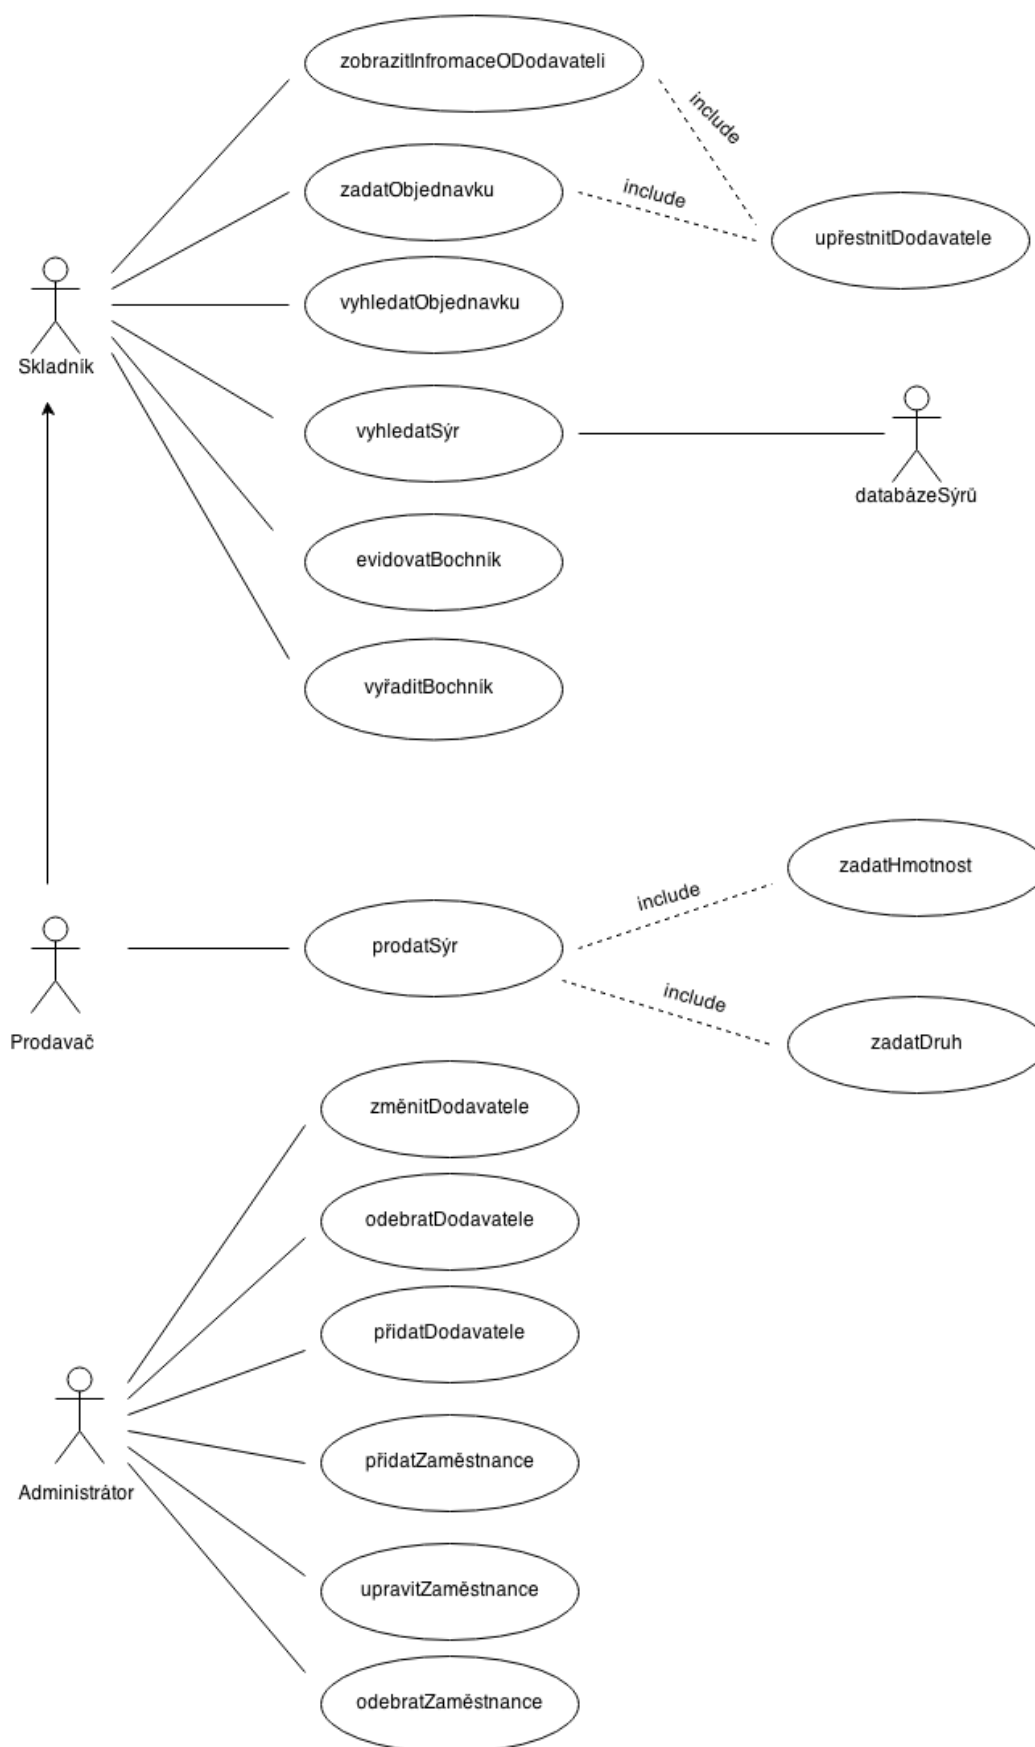 zobrazitInfromaceODodavateli
include
zadatObjednavku
include
upřestnitDodavatele
vyhledatObjednavku
Skladník
vyhledatSýr
databázeSýrů
evidovatBochník
vyřaditBochník
zadatHmotnost
include
prodatSýr
include
Prodavač
zadatDruh
změnitDodavatele
odebratDodavatele
přidatDodavatele
přidatZaměstnance
Administrátor
upravitZaměstnance
odebratZaměstnance